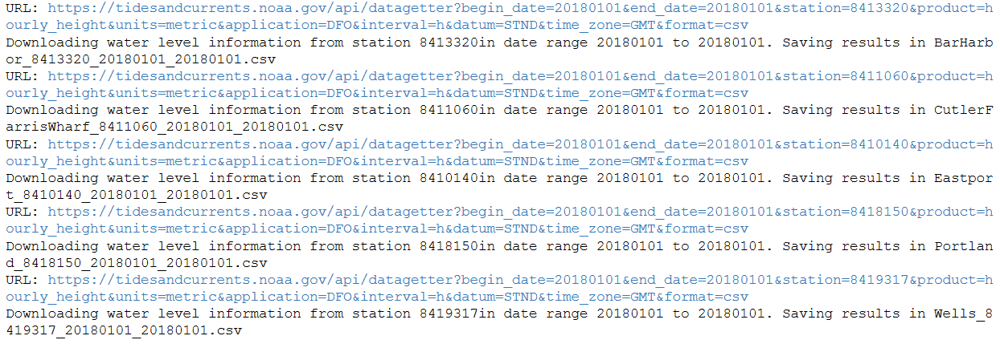 URL: https://tidesandcurrents.noaa.gov/api/datagetter?begin_date=20180101&end_date=20180101&station=8413320&product=h
ourly_height&units=metric&application=DFO&interval=h&datum=STND&time_zone=GMT&format=csv
Downloading water level information from station 8413320in date range 20180101 to 20180101. Saving results in BarHarb
or_8413320_20180101_20180101.csv
URL: https://tidesandcurrents.noaa.gov/api/datagetter?begin_date=20180101&end_date=20180101&station=8411060&product=h
ourly_height&units=metric&application=DFO&interval=h&datum=STND&time_zone=GMT&format=csv
Downloading water level information from station 8411060in date range 20180101 to 20180101. Saving results in CutlerF
arrisWharf_8411060_20180101_20180101.csv
URL: https://tidesandcurrents.noaa.gov/api/datagetter?begin_date=20180101&end_date=20180101&station=8410140&product=h
ourly_height&units=metric&application=DFO&interval=h&datum=STND&time_zone=GMT&format=csv
Downloading water level information from station 8410140in date range 20180101 to 20180101. Saving results in Eastpor
t_8410140_20180101_20180101.csv
URL: https://tidesandcurrents.noaa.gov/api/datagetter?begin_date=20180101&end_date=20180101&station=8418150&product=h
ourly_height&units=metric&application=DFO&interval=h&datum=STND&time_zone=GMT&format=csv
Downloading water level information from station 8418150in date range 20180101 to 20180101. Saving results in Portlan
d_8418150_20180101_20180101.csv
URL: https://tidesandcurrents.noaa.gov/api/datagetter?begin_date=20180101&end_date=20180101&station=8419317&product=h
ourly_height&units=metric&application=DFO&interval=h&datum=STND&time_zone=GMT&format=csv
Downloading water level information from station 8419317in date range 20180101 to 20180101. Saving results in Wells_8
419317_20180101_20180101.csv